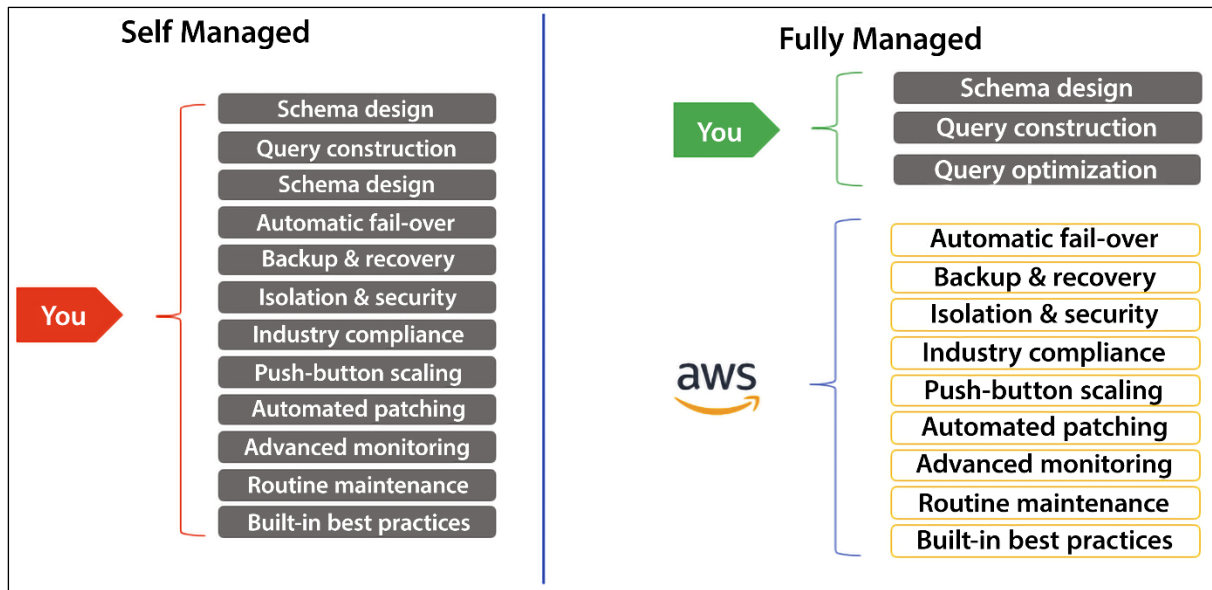 Self Managed
You
Schema design
Query construction
Schema design
Automatic fail-over
Backup & recovery
Isolation & security
Industry compliance
Push-button scaling
Automated patching
Advanced monitoring
Routine maintenance
Built-in best practices
Fully Managed
You
Schema design
Query construction
Query optimization
aws
Automatic fail-over
Backup & recovery
Isolation & security
Industry compliance
Push-button scaling
Automated patching
Advanced monitoring
Routine maintenance
Built-in best practices